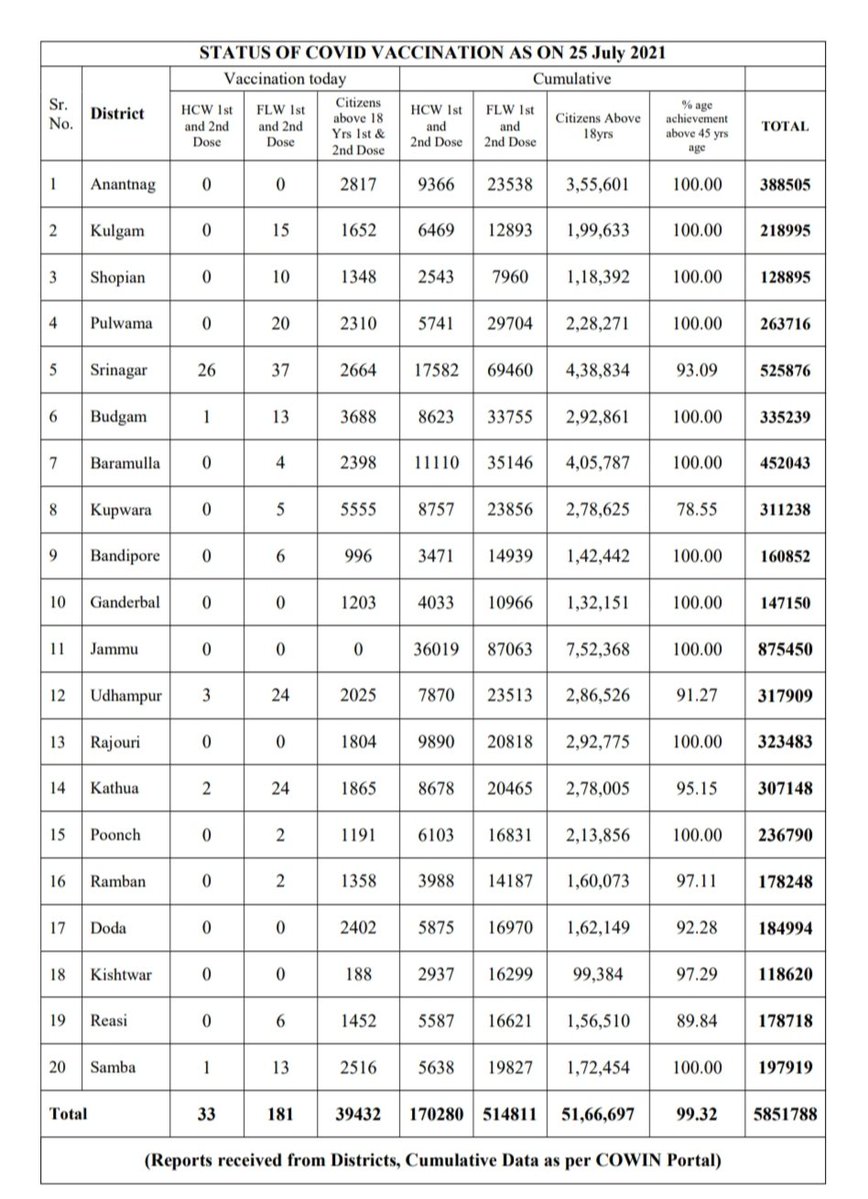 STATUS OF COVID VACCINATION AS ON 25 July 2021
Vaccination today Cumulative
Sr. No. District HCW 1st and 2nd Dose FLW 1st and 2nd Dose Citizens above 18 Yrs 1st & 2nd Dose HCW 1st and 2nd Dose FLW 1st and 2nd Dose Citizens Above 18yrs % age achievement above 45 yrs age TOTAL
1 Anantnag 0 0 2817 9366 23538 3,55,601 100.00 388505
2 Kulgam 0 15 1652 6469 12893 1,99,633 100.00 218995
3 Shopian 0 10 1348 2543 7960 1,18,392 100.00 128895
4 Pulwama 0 20 2310 5741 29704 2,28,271 100.00 263716
5 Srinagar 26 37 2664 17582 69460 4,38,834 93.09 525876
6 Budgam 1 13 3688 8623 33755 2,92,861 100.00 335239
7 Baramulla 0 4 2398 11110 35146 4,05,787 100.00 452043
8 Kupwara 0 5 5555 8757 23856 2,78,625 78.55 311238
9 Bandipore 0 6 996 3471 14939 1,42,442 100.00 160852
10 Ganderbal 0 0 1203 4033 10966 1,32,151 100.00 147150
11 Jammu 0 0 0 36019 87063 7,52,368 100.00 875450
12 Udhampur 3 24 2025 7870 23513 2,86,526 91.27 317909
13 Rajouri 0 0 1804 9890 20818 2,92,775 100.00 323483
14 Kathua 2 24 1865 8678 20465 2,78,005 95.15 307148
15 Poonch 0 2 1191 6103 16831 2,13,856 100.00 236790
16 Ramban 0 2 1358 3988 14187 1,60,073 97.11 178248
17 Doda 0 0 2402 5875 16970 1,62,149 92.28 184994
18 Kishtwar 0 0 188 2937 16299 99,384 97.29 118620
19 Reasi 0 6 1452 5587 16621 1,56,510 89.84 178718
20 Samba 1 13 2516 5638 19827 1,72,454 100.00 197919
Total 33 181 39432 170280 514811 51,66,697 99.32 5851788
(Reports received from Districts, Cumulative Data as per COWIN Portal)